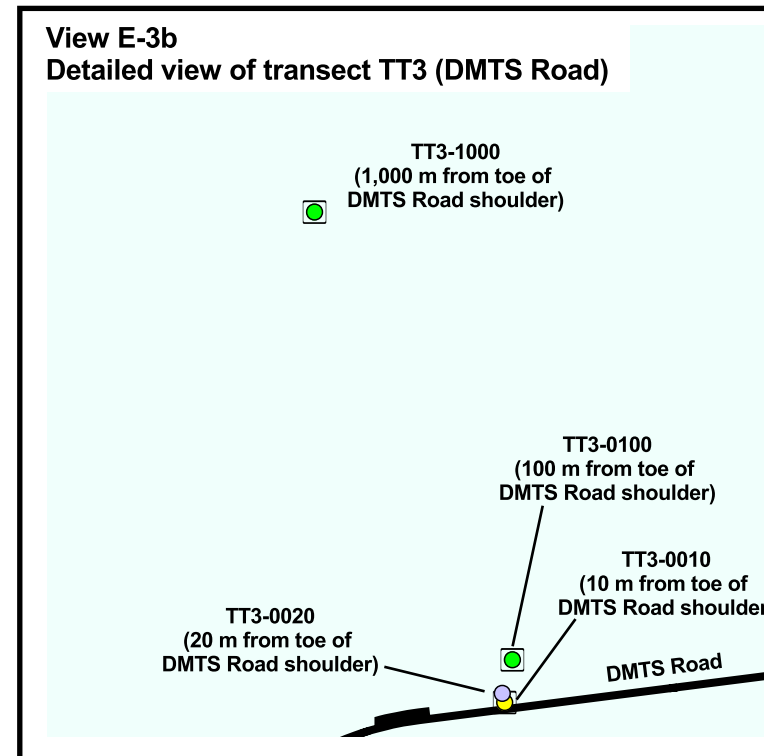 View E-3b
Detailed view of transect TT3 (DMTS Road)
TT3-1000
(1,000 m from toe of
DMTS Road shoulder)
TT3-0100
(100 m from toe of
DMTS Road shoulder)
TT3-0010
(10 m from toe of
DMTS Road shoulder
TT3-0020
(20 m from toe of
DMTS Road shoulder)
DMTS Road